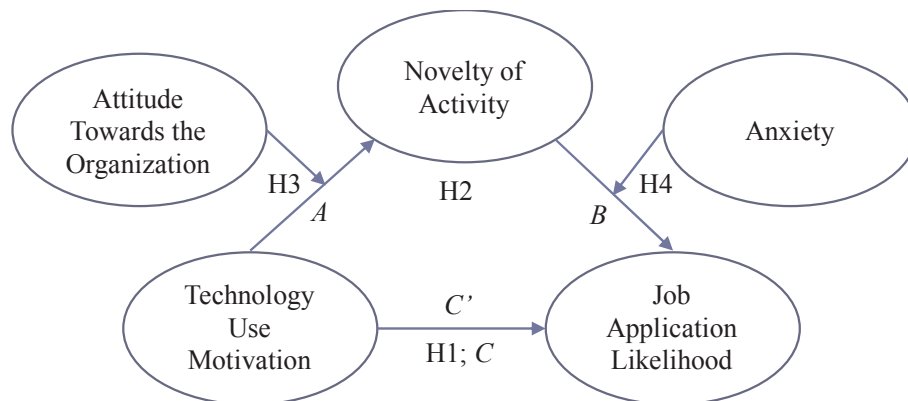 Attitude
Towards the
Organization
Novelty of
Activity
Anxiety
H3
A
H2
B
H4
Technology
Use
Motivation
C’
H1; C
Job
Application
Likelihood